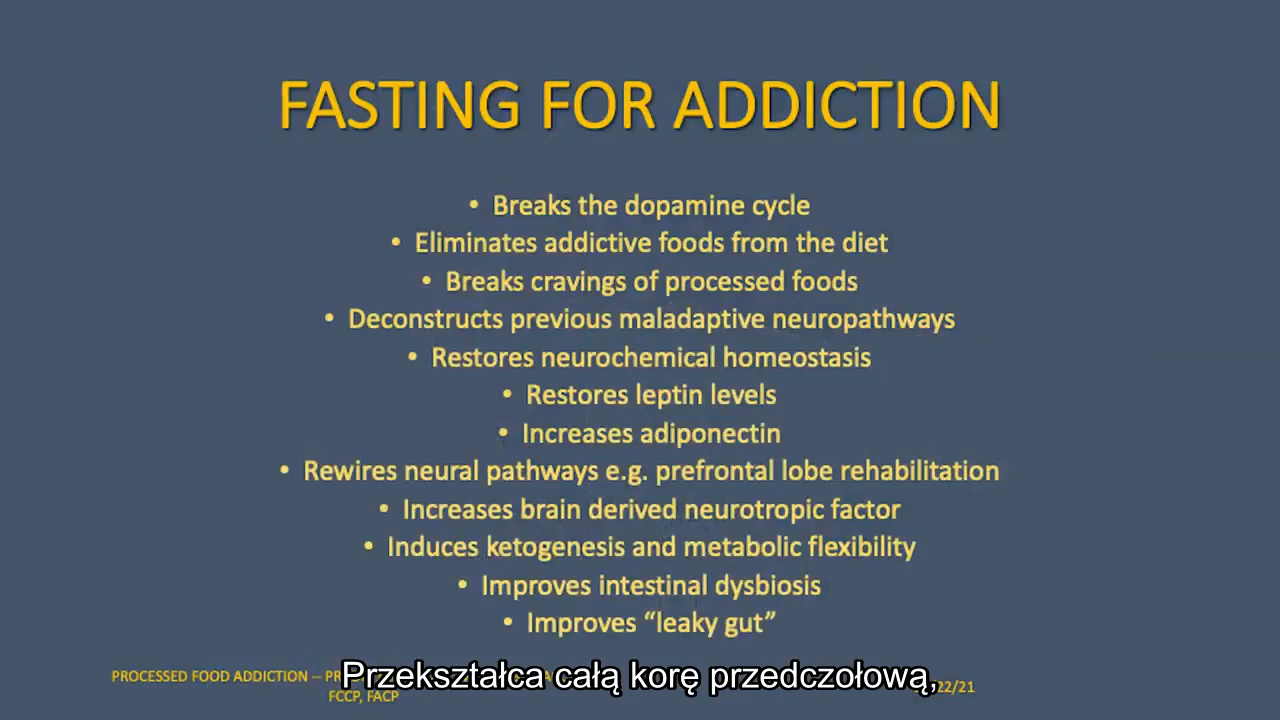 FASTING FOR ADDICTION
• Breaks the dopamine cycle
• Eliminates addictive foods from the diet
• Breaks cravings of processed foods
• Deconstructs previous maladaptive neuropathways
• Restores neurochemical homeostasis
• Restores leptin levels
• Increases adiponectin
• Rewires neural pathways e.g. prefrontal lobe rehabilitation
• Increases brain derived neurotropic factor
• Induces ketogenesis and metabolic flexibility
• Improves intestinal dysbiosis
• Improves “leaky gut”
PROCESSED FOOD ADDICTION –
FCCP, FACP
22/21
Przekształca całą korę przedczołową,